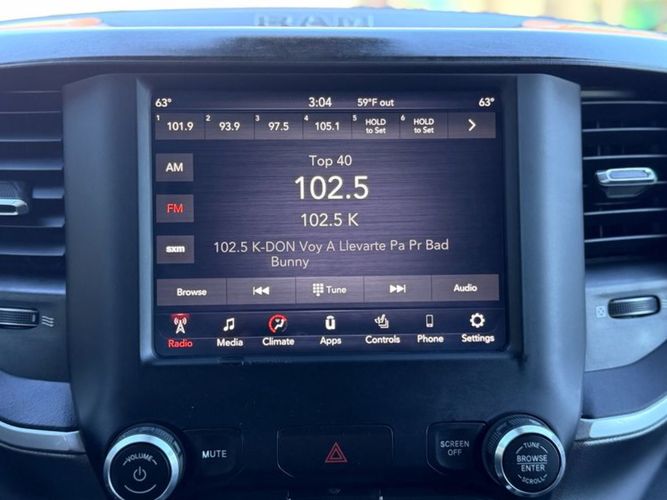 RAM
63° 3:04 59°F out 63°
1 101.9 2 93.9 3 97.5 4 105.1 5 HOLD to Set 6 HOLD to Set
AM
Top 40
102.5
FM
102.5 K
sxm
102.5 K-DON Voy A Llevarte Pa Pr Bad
Bunny
Browse Tune Audio
Radio Media Climate Apps Controls Phone Settings
VOLUME
MUTE
SCREEN
OFF
TUNE
BROWSE
ENTER
SCROLL